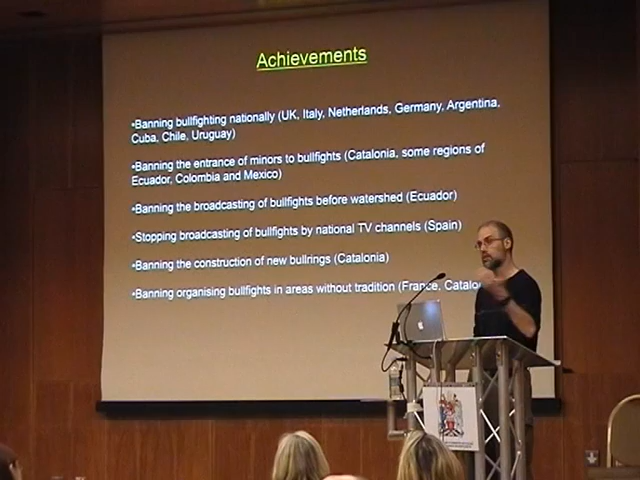 Achievements
•Banning bullfighting nationally (UK, Italy, Netherlands, Germany, Argentina,
Cuba, Chile, Uruguay)
•Banning the entrance of minors to bullfights (Catalonia, some regions of
Ecuador, Colombia and Mexico)
•Banning the broadcasting of bullfights before watershed (Ecuador)
•Stopping broadcasting of bullfights by national TV channels (Spain)
•Banning the construction of new bullrings (Catalonia)
•Banning organising bullfights in areas without tradition (France, Catalo